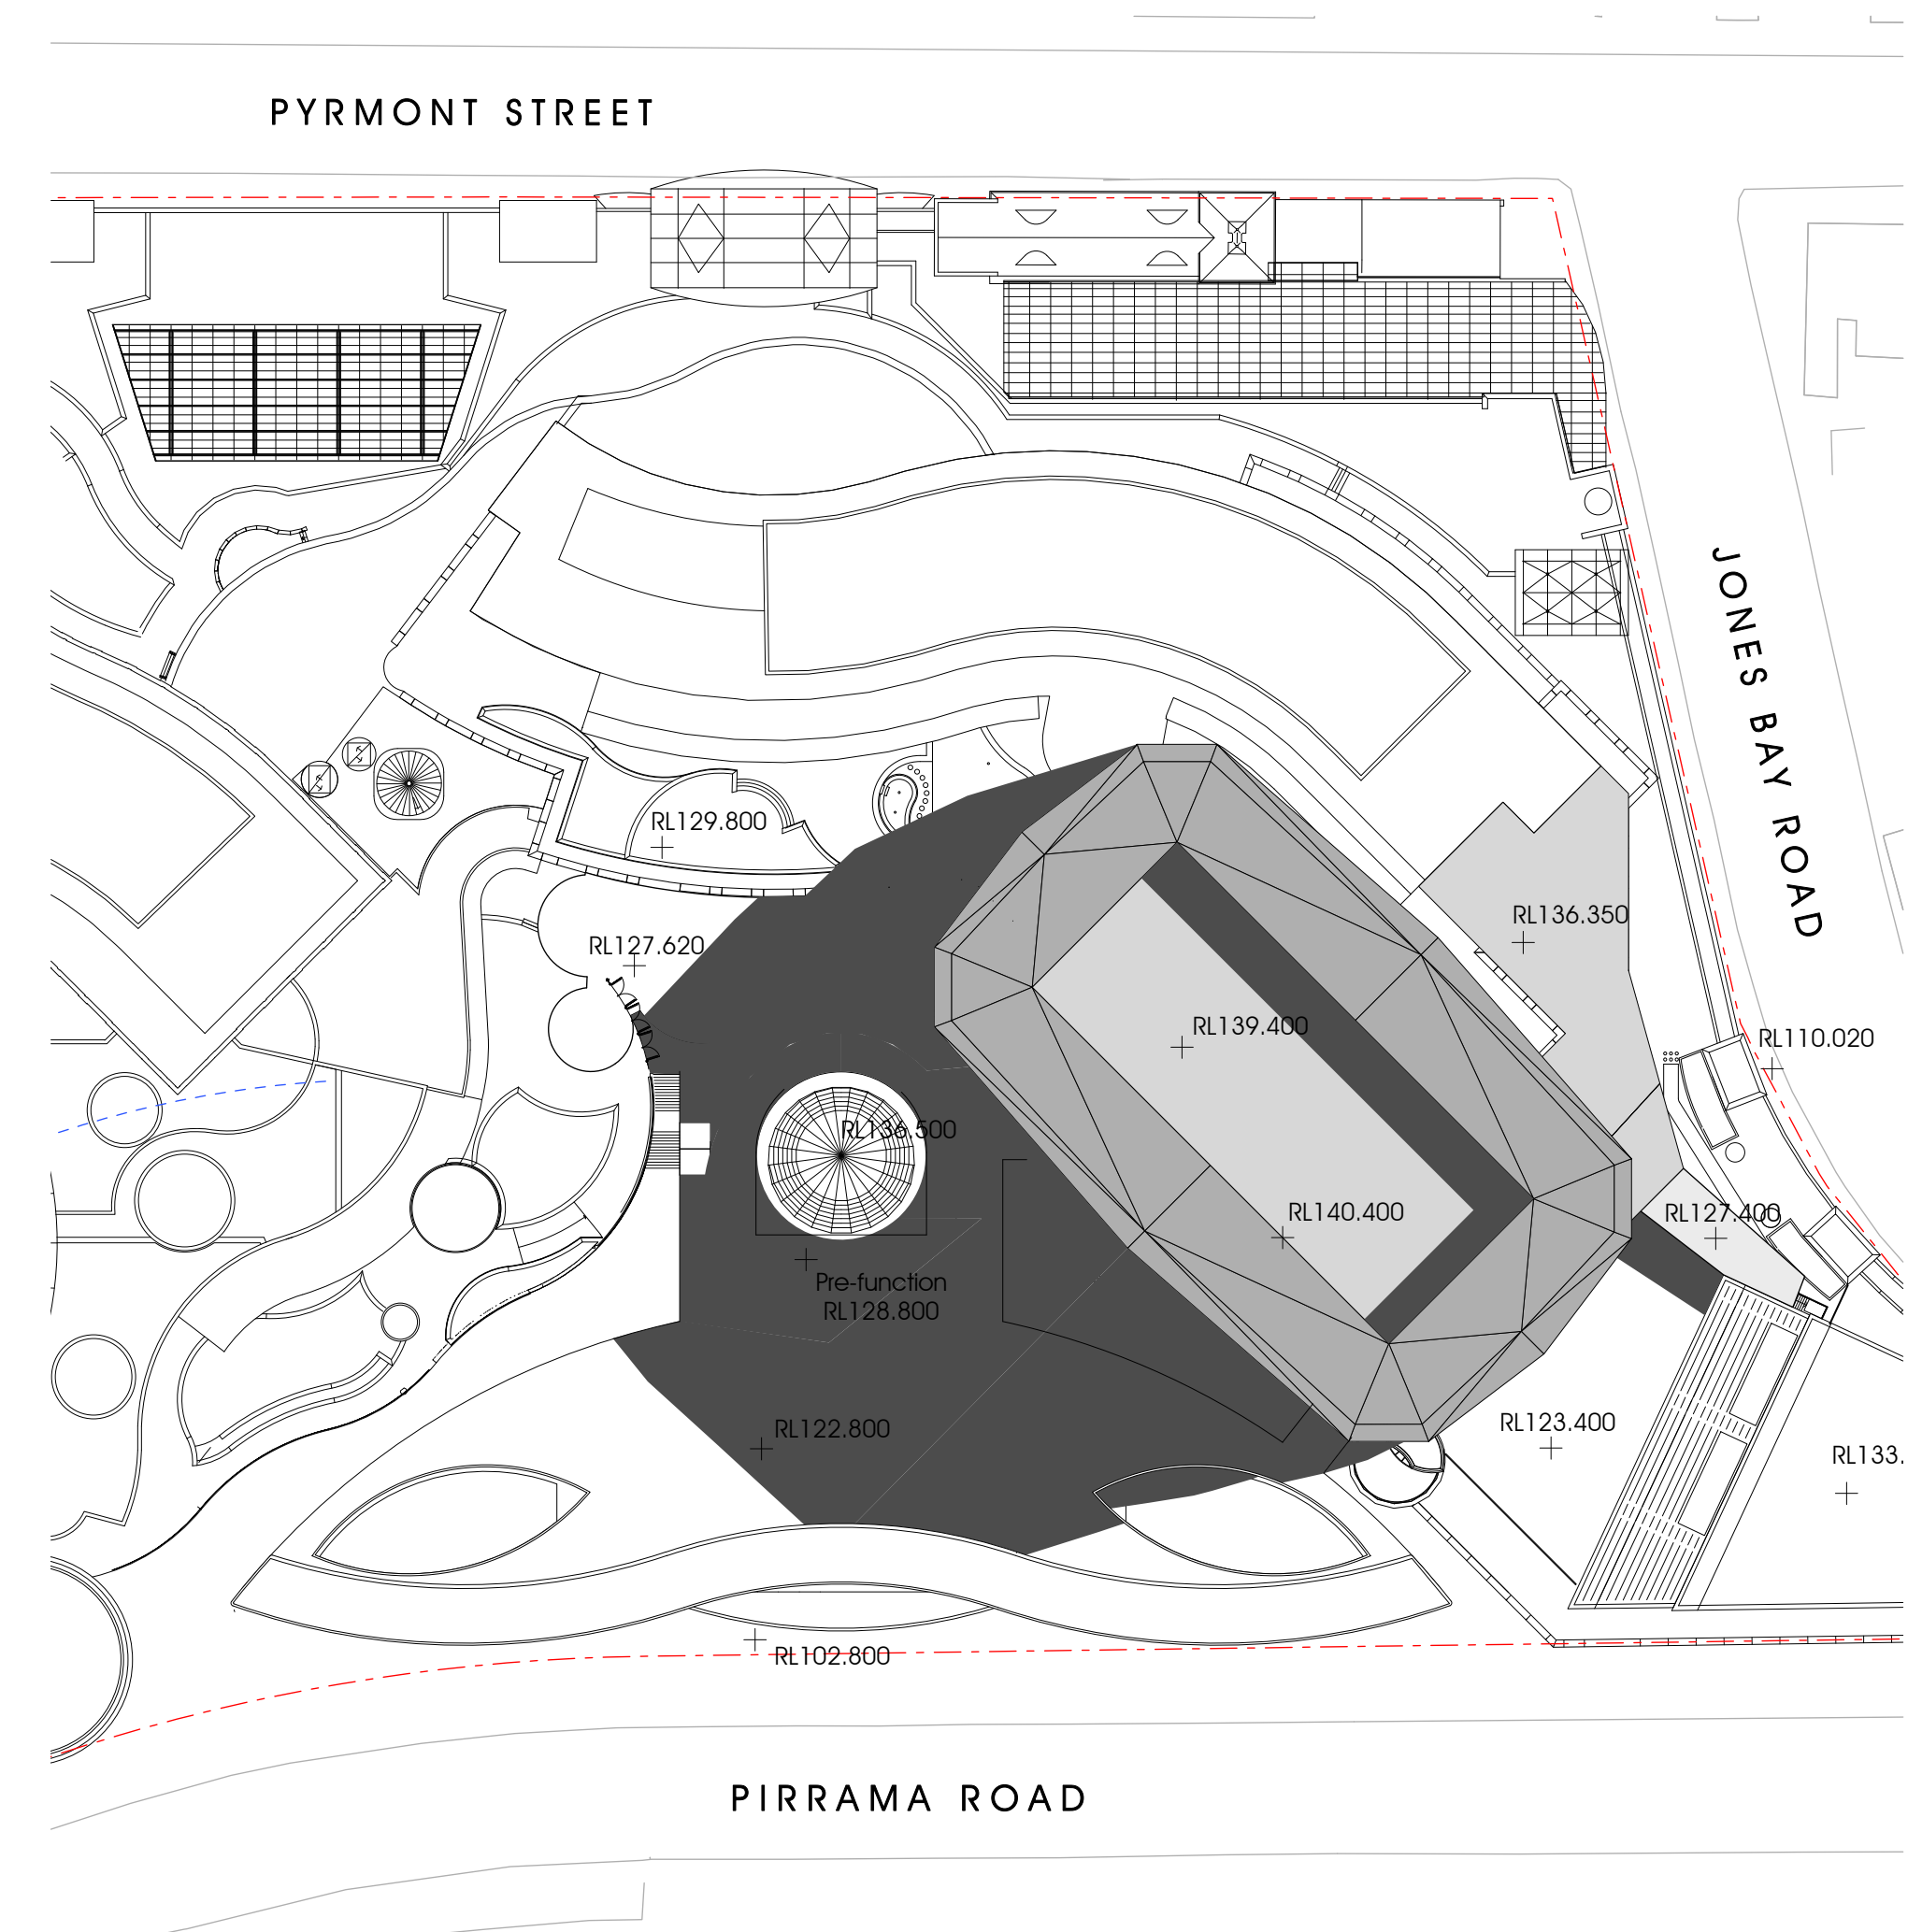 PYRMONT STREET
JONES BAY ROAD
RL129.800
RL136.350
RL127.620
RL139.400
RL110.020
RL136.500
RL140.400
RL127.400
Pre-function
RL128.800
RL122.800
RL123.400
RL133.
RL102.800
PIRRAMA ROAD